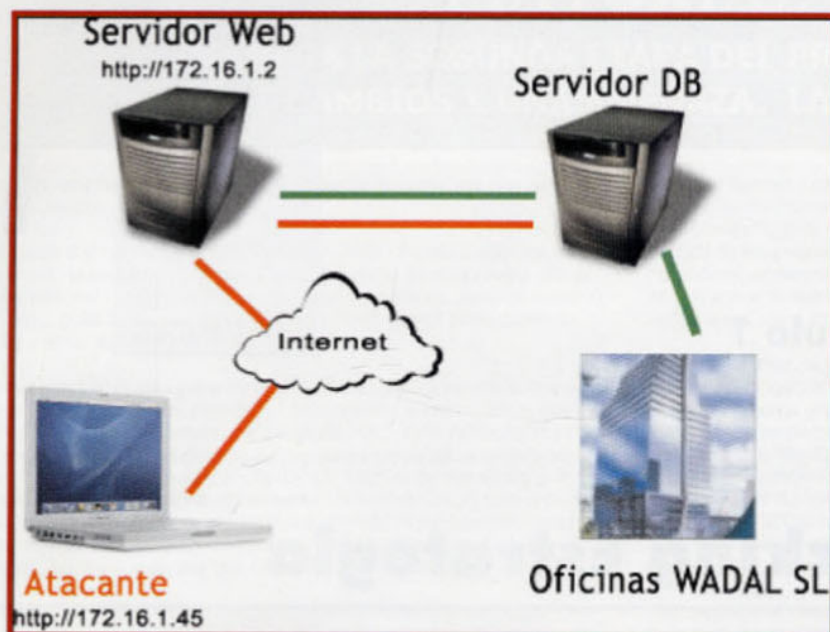 Servidor Web
http://172.16.1.2
Servidor DB
Internet
Atacante
http://172.16.1.45
Oficinas WADAL SL